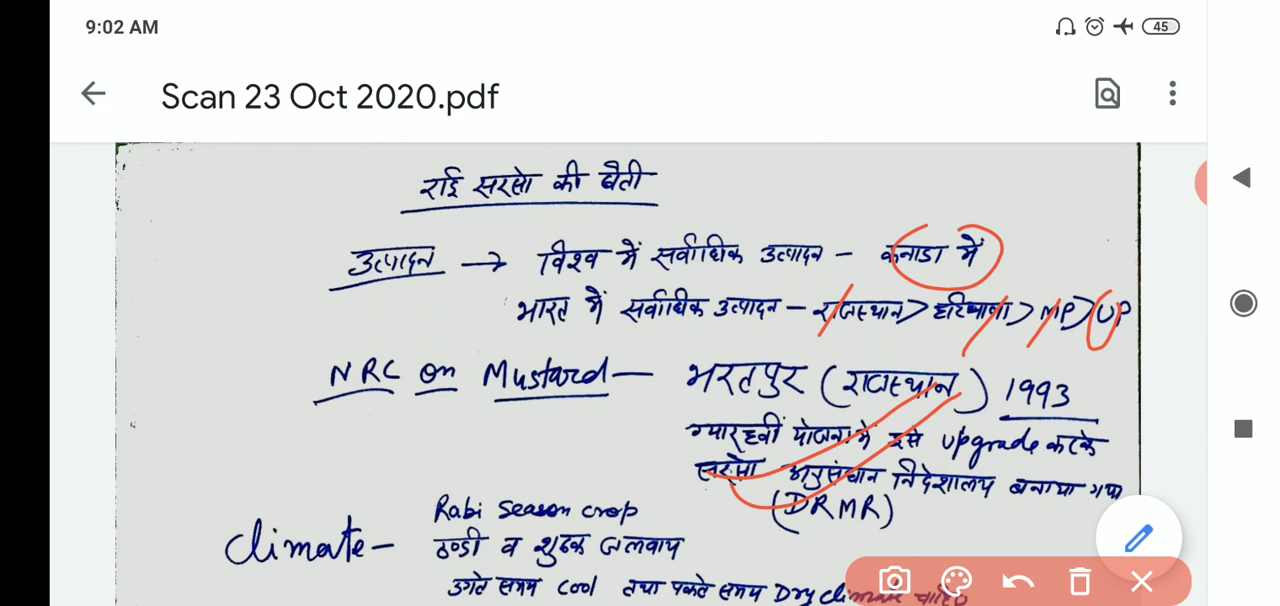 9:02 AM
45
Scan 23 Oct 2020.pdf
राई सरसो की खेती
उत्पादन → विश्व में सर्वाधिक उत्पादन - कनाडा में
भारत में सर्वाधिक उत्पादन - राजस्थान > हरियाणा > MP > UP
NRC on Mustard — भरतपुर (राजस्थान) 1993
ग्यारहवीं योजना में इसे upgrade करके
सरसो अनुसंधान निदेशालय बनाया गया
(DRMR)
Rabi Season crop
Climate - ठण्डी व शुष्क जलवायु
उगते समय cool तथा पकते समय Dry climate चाहिए